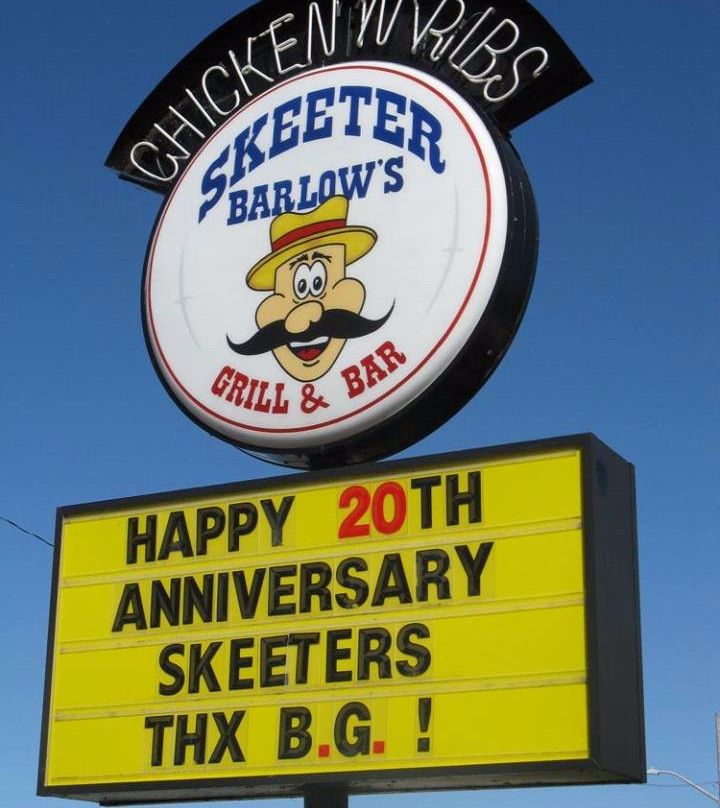 CHICKEN N' RIBS
SKEETER
BARLOW'S
GRILL & BAR
HAPPY 20TH
ANNIVERSARY
SKEETERS
THX B.G. !